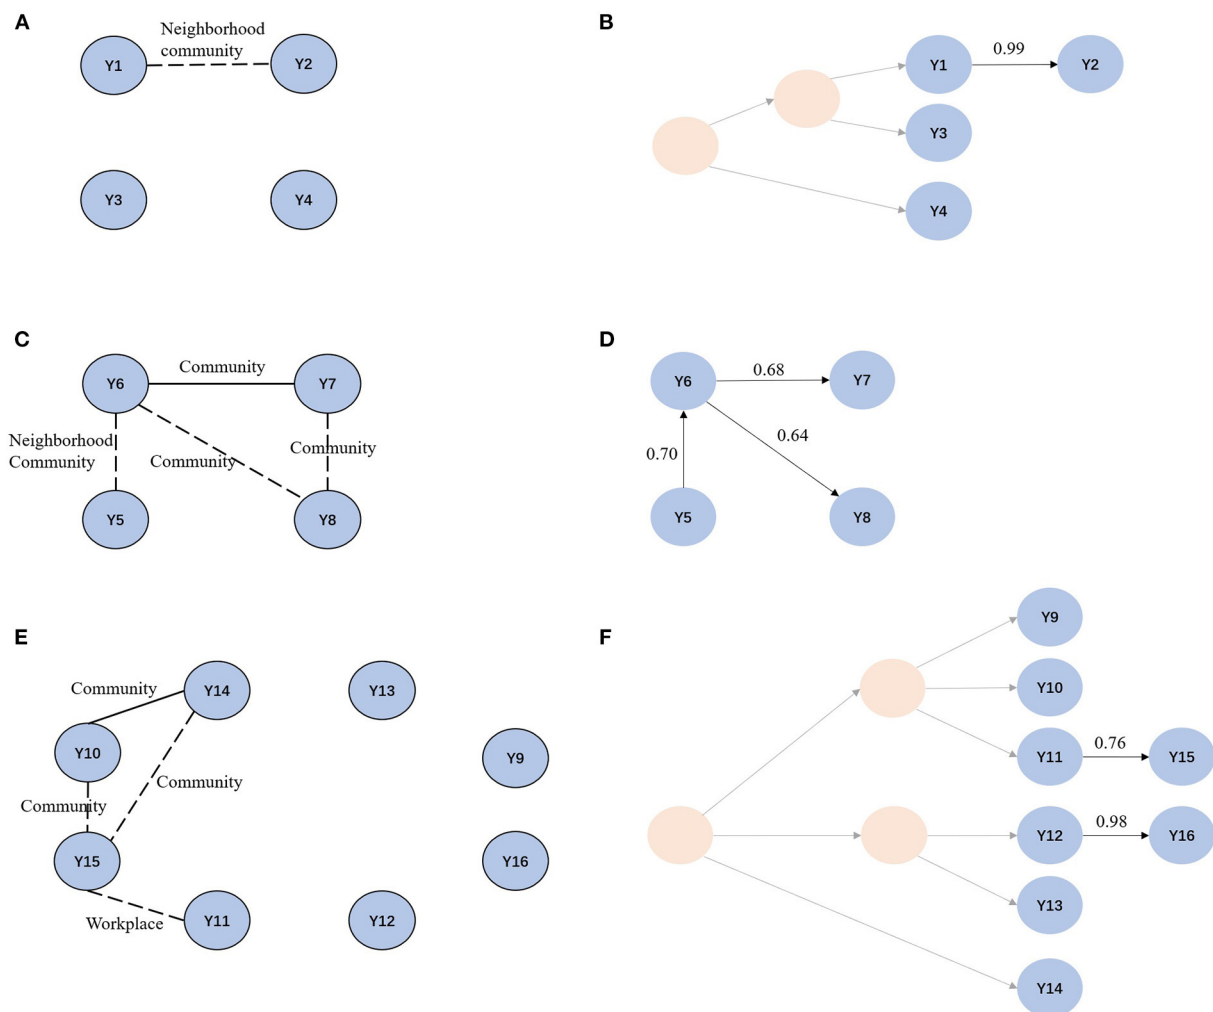 A
Neighborhood
community
Y1
Y2
Y3
Y4
B
0.99
Y1
Y2
Y3
Y4
C
Community
Y6
Y7
Neighborhood
Community
Community
Community
Y5
Y8
D
0.68
Y6
Y7
0.64
0.70
Y5
Y8
E
Community
Y14
Y13
Y10
Y9
Community
Community
Y15
Y16
Workplace
Y11
Y12
F
Y9
Y10
0.76
Y11
Y15
0.98
Y12
Y16
Y13
Y14